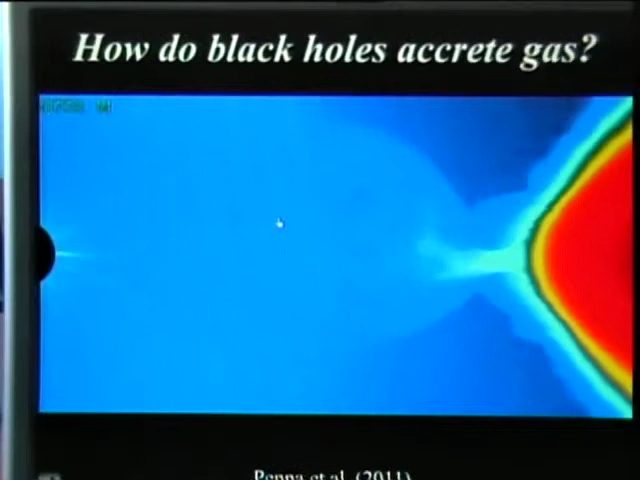 How do black holes accrete gas?
Penna et al. (2011)